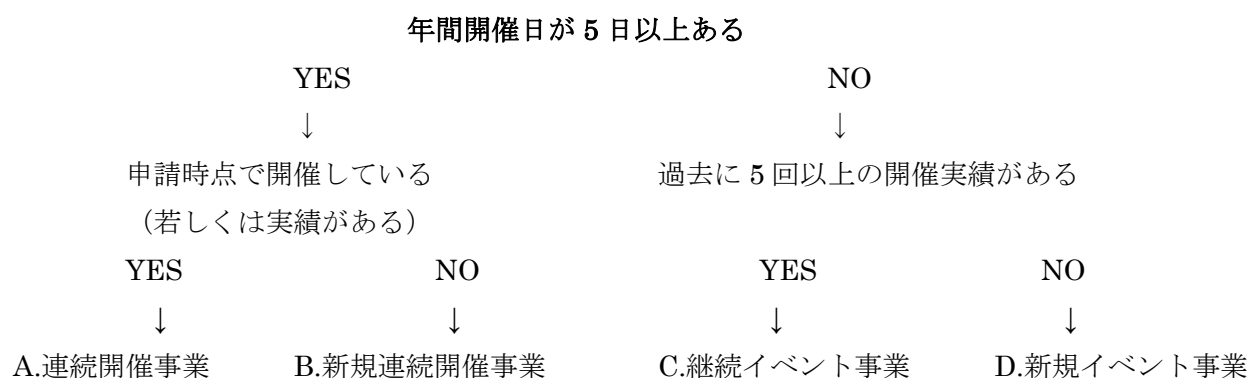 年間開催日が 5 日以上ある
YES NO
↓ ↓
申請時点で開催している 過去に 5 回以上の開催実績がある
（若しくは実績がある）
YES NO YES NO
↓ ↓ ↓ ↓
A.連続開催事業 B.新規連続開催事業 C.継続イベント事業 D.新規イベント事業